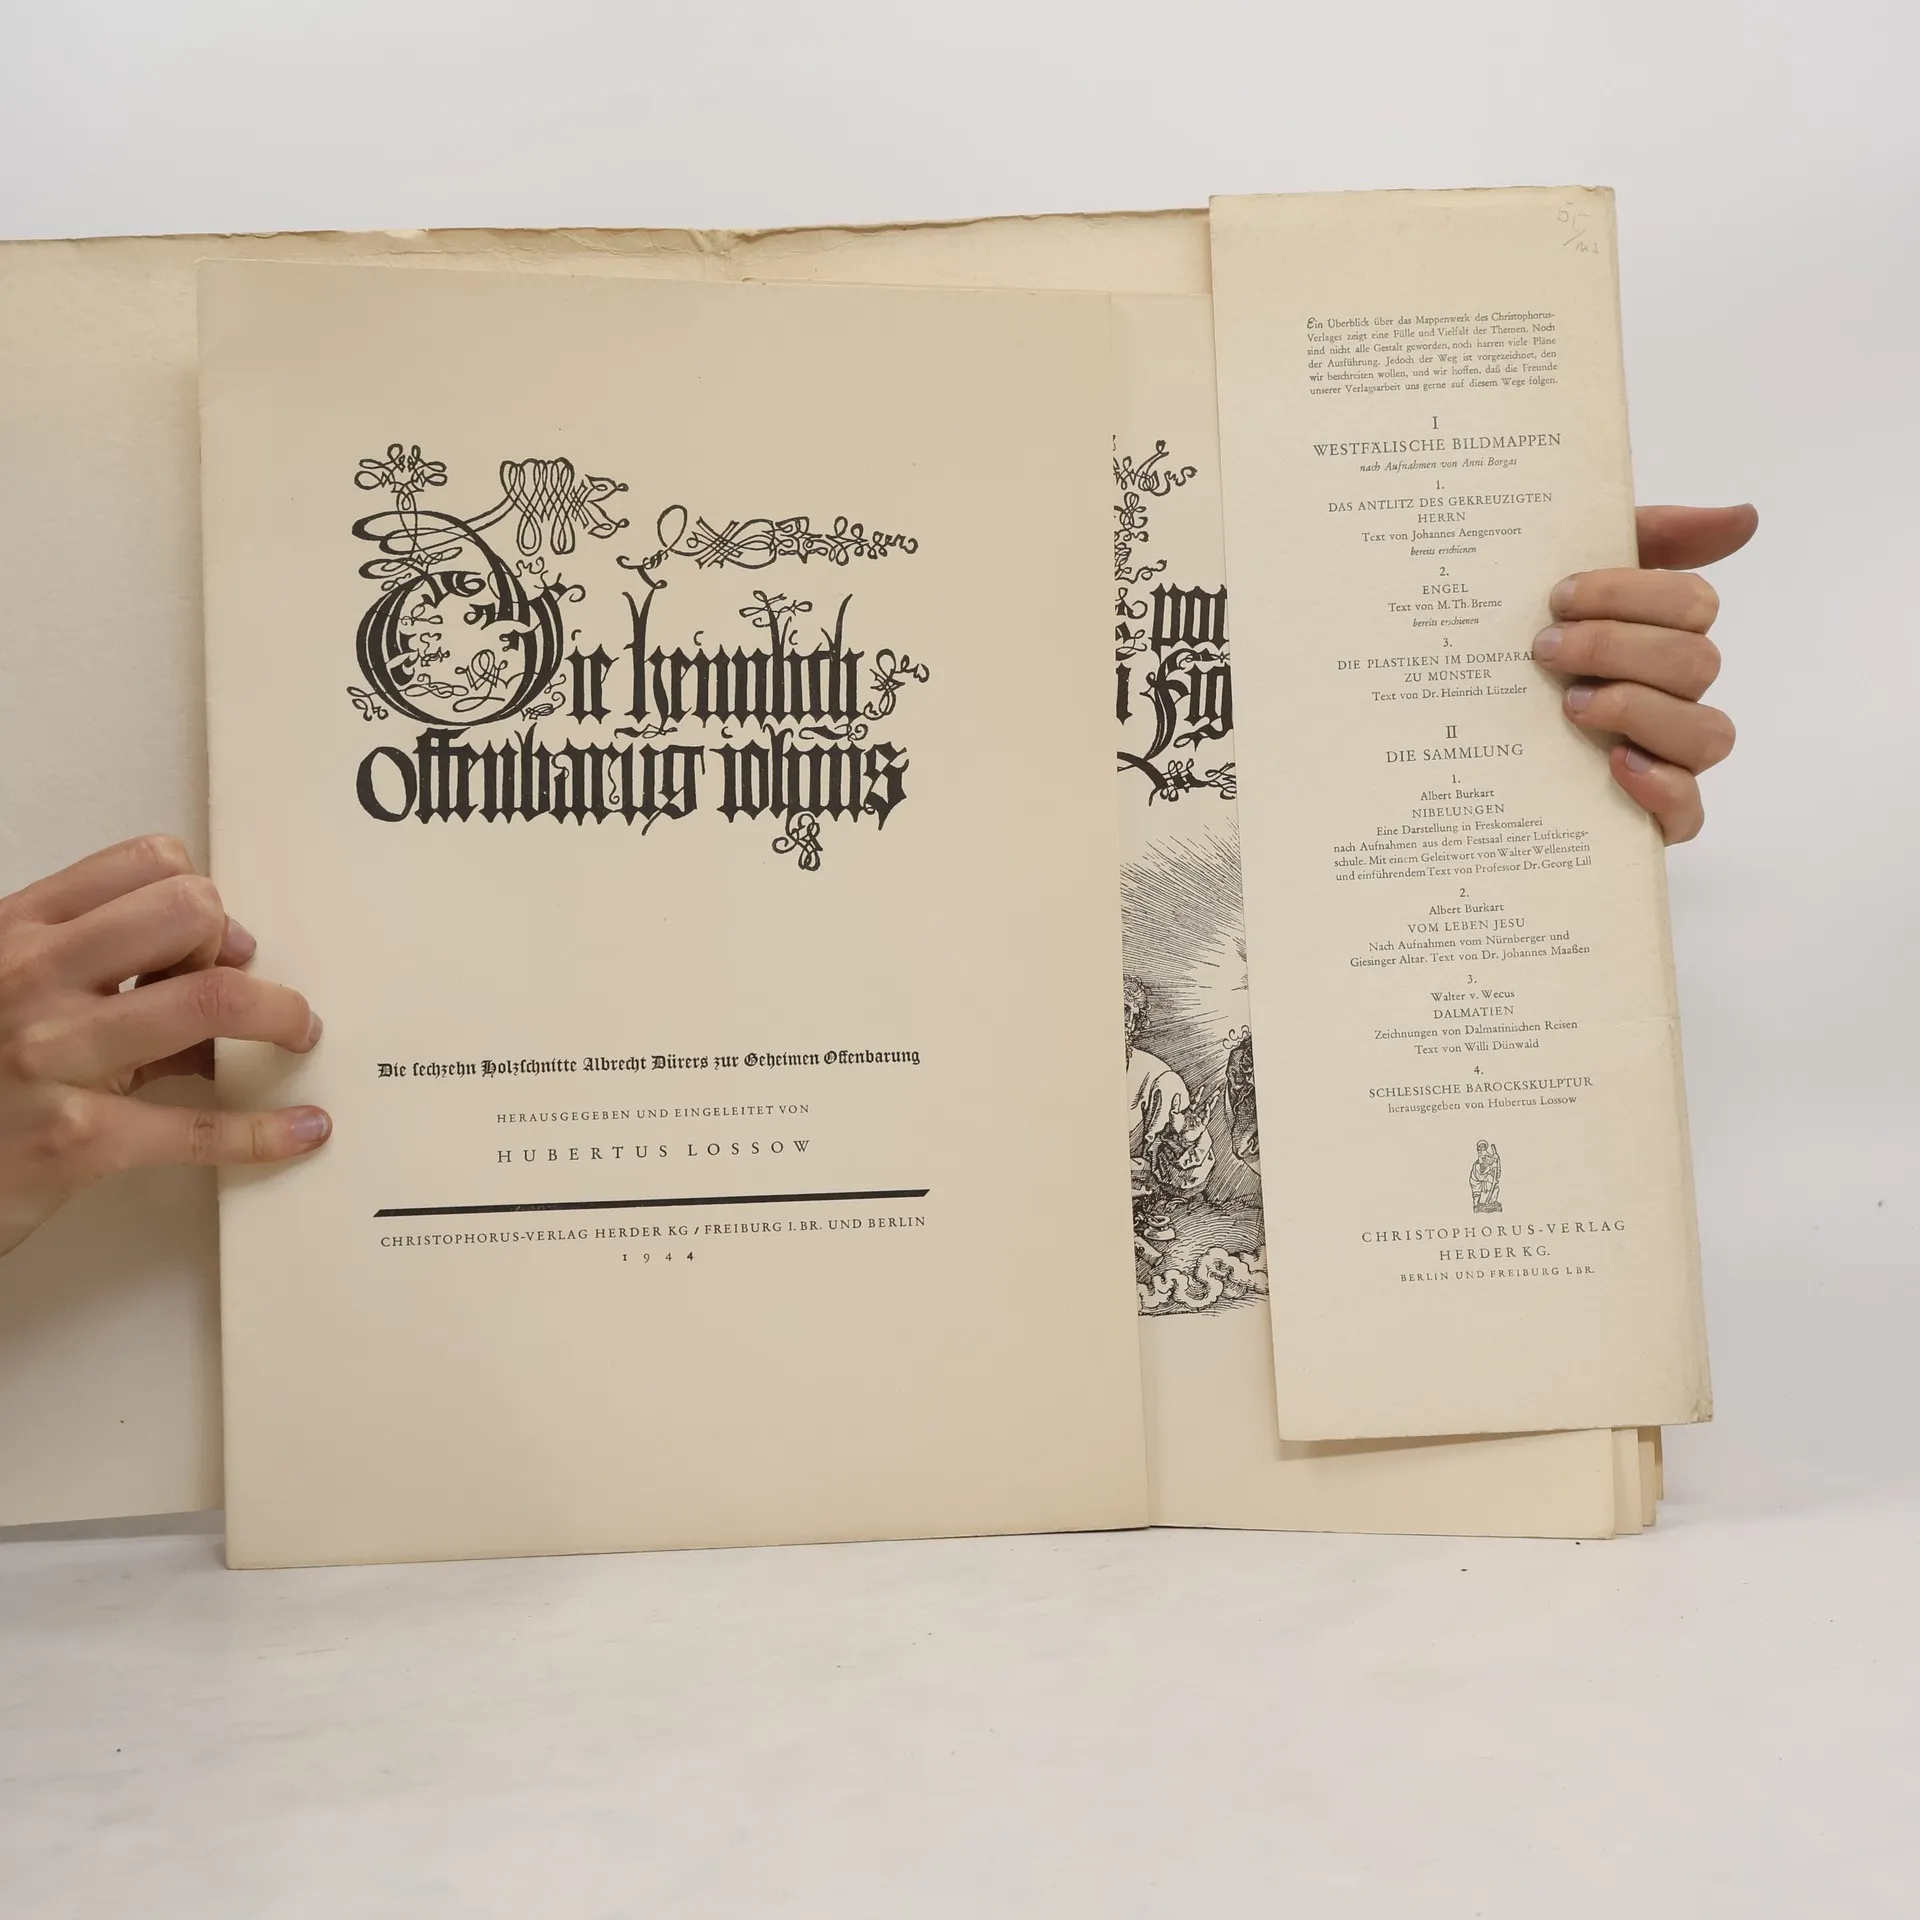 Die heimlich
offenbarūg iohañs
Die sechzehn Holzschnitte Albrecht Dürers zur Geheimen Offenbarung
HERAUSGEGEBEN UND EINGELEITET VON
HUBERTUS LOSSOW
CHRISTOPHORUS-VERLAG HERDER KG / FREIBURG I. BR. UND BERLIN
1944
Ein Überblick über das Mappenwerk des Christophorus-
Verlages zeigt eine Fülle und Vielfalt der Themen. Noch
sind nicht alle Gestalt geworden, noch harren viele Pläne
der Ausführung. Jedoch der Weg ist vorgezeichnet, den
wir beschreiten wollen, und wir hoffen, daß die Freunde
unserer Verlagsarbeit uns gerne auf diesem Wege folgen.
I
WESTFÄLISCHE BILDMAPPEN
nach Aufnahmen von Anni Borgas
1.
DAS ANTLITZ DES GEKREUZIGTEN
HERRN
Text von Johannes Aengenvoort
bereits erschienen
2.
ENGEL
Text von M. Th. Breme
bereits erschienen
3.
DIE PLASTIKEN IM DOMPARA
ZU MÜNSTER
Text von Dr. Heinrich Lützeler
II
DIE SAMMLUNG
1.
Albert Burkart
NIBELUNGEN
Eine Darstellung in Freskomalerei
nach Aufnahmen aus dem Festsaal einer Luftkriegs-
schule. Mit einem Geleitwort von Walter Wellenstein
und einführendem Text von Professor Dr. Georg Lill
2.
Albert Burkart
VOM LEBEN JESU
Nach Aufnahmen vom Nürnberger und
Giesinger Altar. Text von Dr. Johannes Maaßen
3.
Walter v. Wecus
DALMATIEN
Zeichnungen von Dalmatinischen Reisen
Text von Willi Dünwald
4.
SCHLESISCHE BAROCKSKULPTUR
herausgegeben von Hubertus Lossow
CHRISTOPHORUS-VERLAG
HERDER KG.
BERLIN UND FREIBURG I. BR.